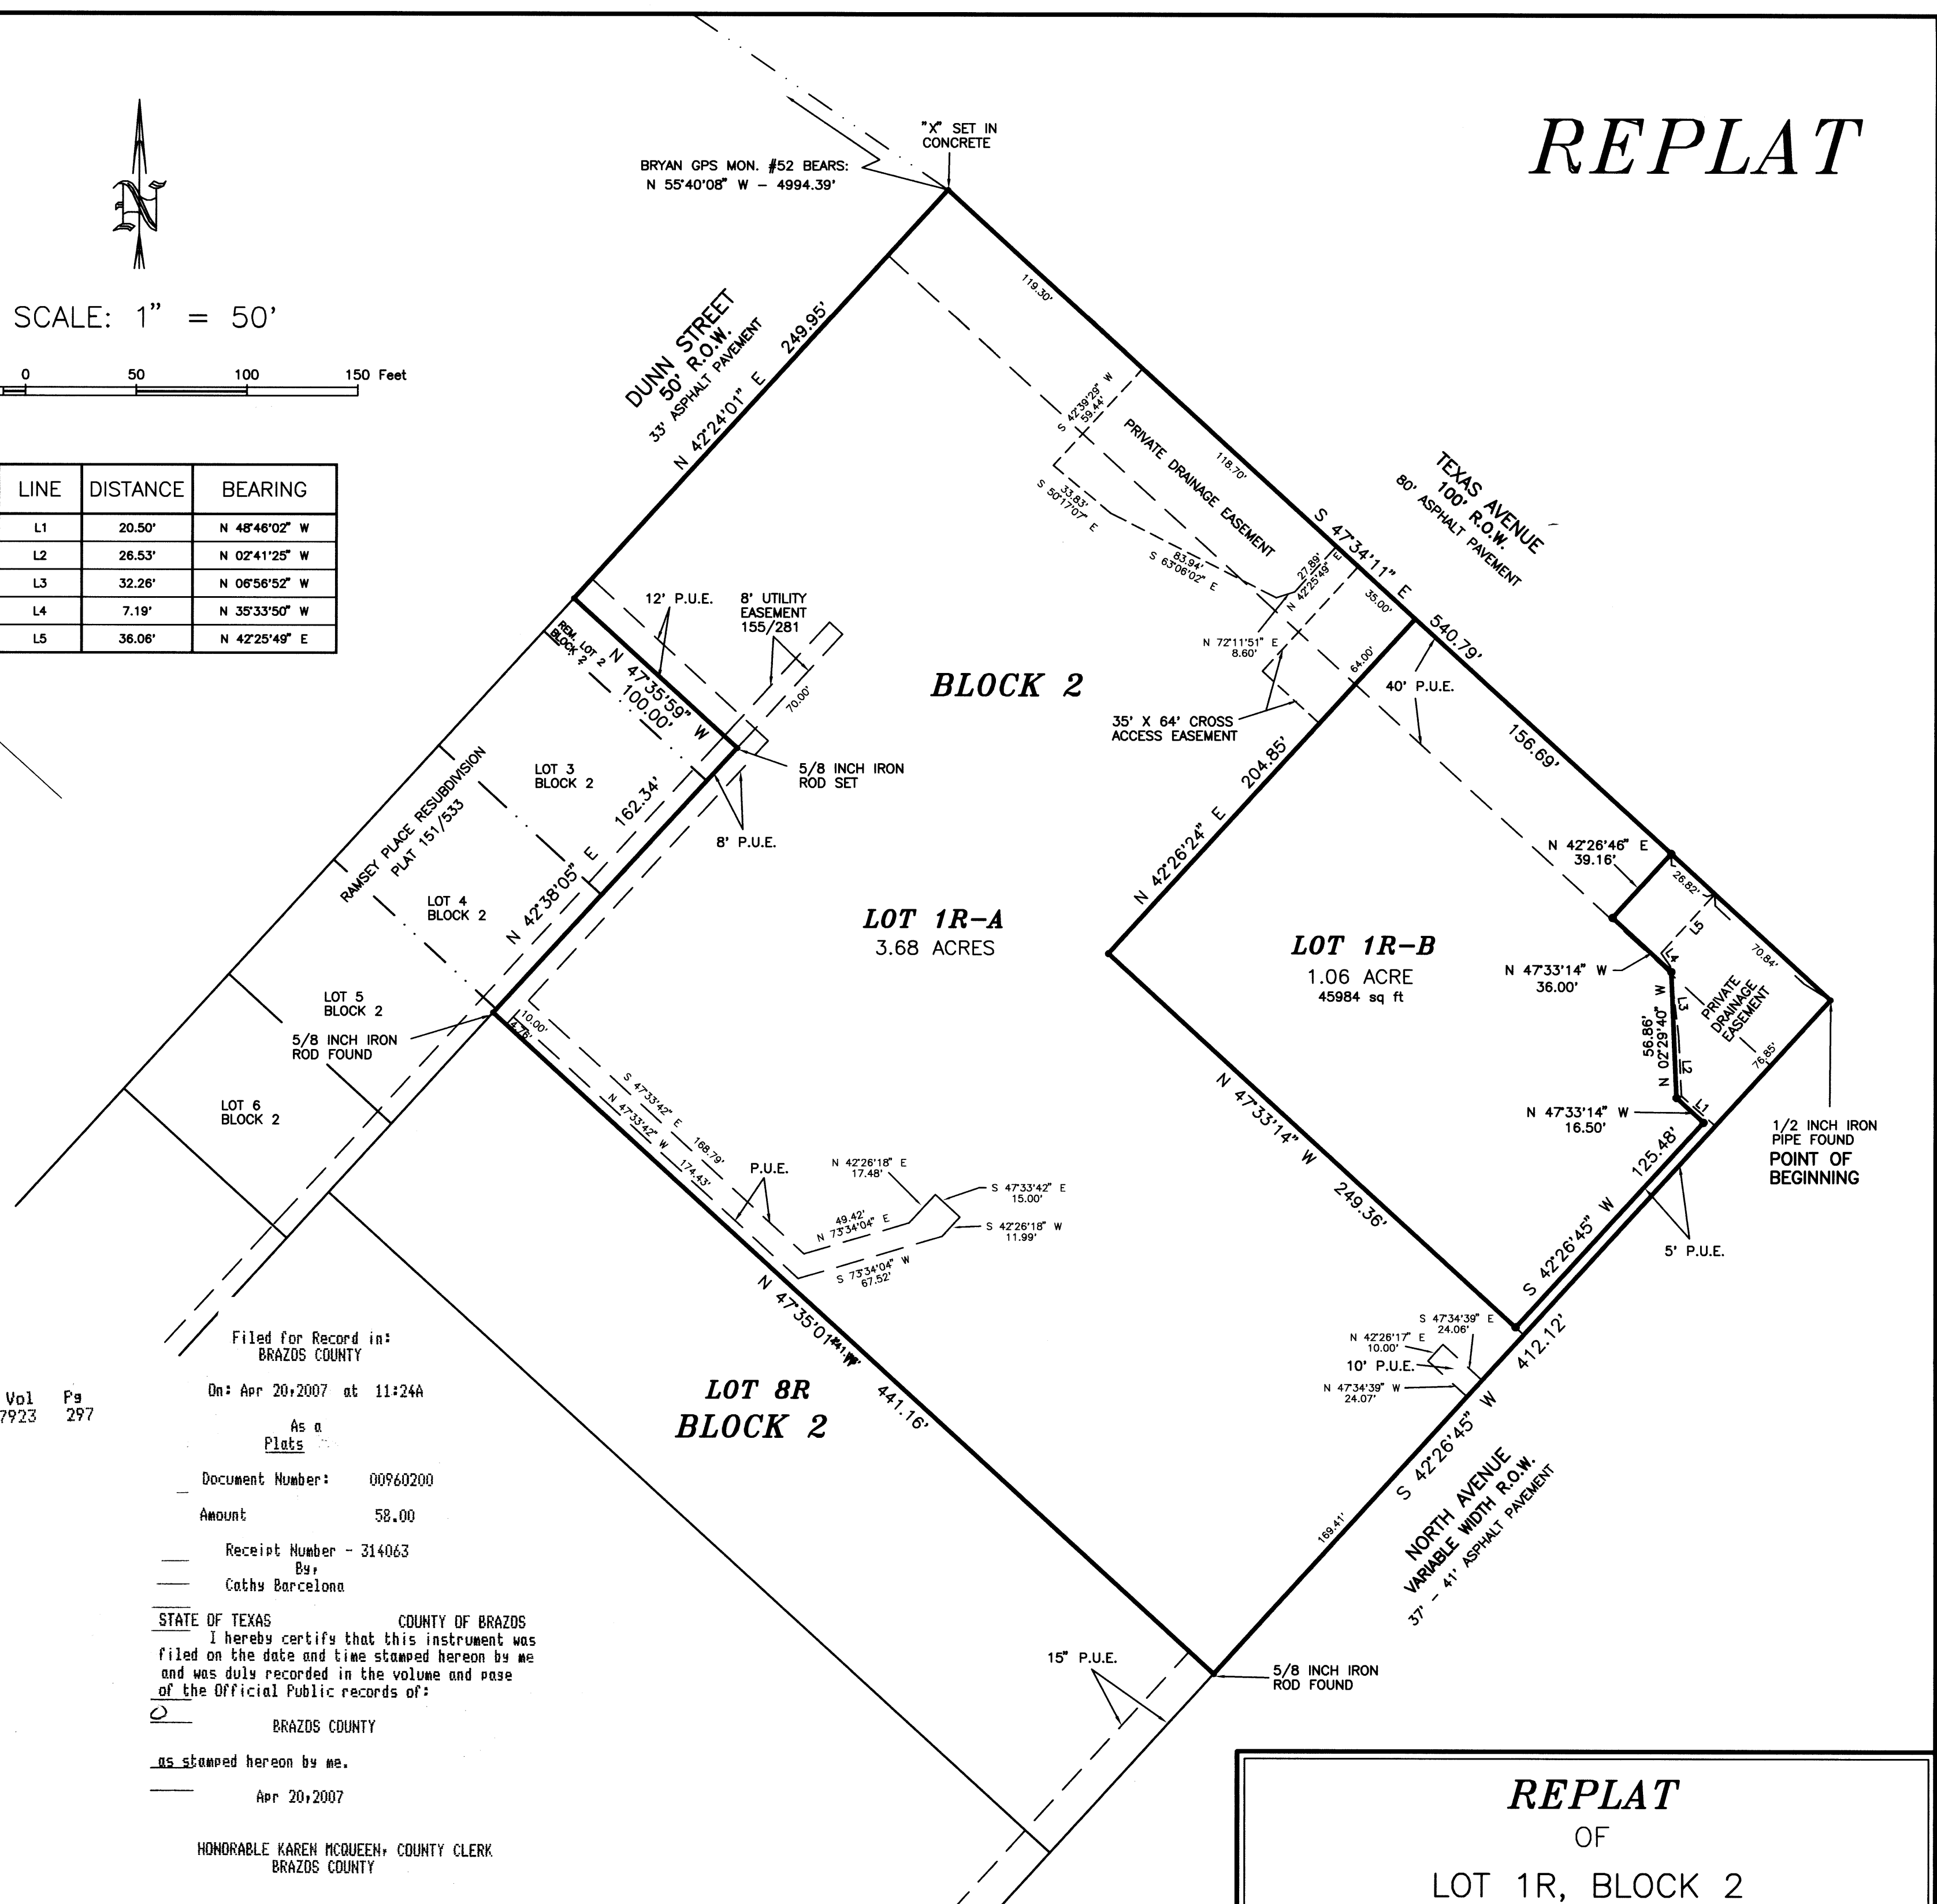 REPLAT
"X" SET IN
CONCRETE
BRYAN GPS MON. #52 BEARS:
N 55°40'08" W – 4994.39'
N
SCALE: 1" = 50'
0 50 100 150 Feet
LINE DISTANCE BEARING
L1 20.50' N 48°46'02" W
L2 26.53' N 02°41'25" W
L3 32.26' N 06°56'52" W
L4 7.19' N 35°33'50" W
L5 36.06' N 42°25'49" E
DUNN STREET
50' R.O.W.
33' ASPHALT PAVEMENT
N 42°24'01" E 249.95'
119.30'
S 42°39'29" W
59.44'
PRIVATE DRAINAGE EASEMENT
118.70'
33.83'
S 50°17'07" E
83.94'
S 63°06'02" E
27.89'
N 42°25'49" E
S 47°34'11" E 540.79'
35.00'
TEXAS AVENUE
100' R.O.W.
80' ASPHALT PAVEMENT
N 72°11'51" E
8.60'
64.00'
40' P.U.E.
35' X 64' CROSS
ACCESS EASEMENT
12' P.U.E.
8' UTILITY
EASEMENT
155/281
70.00'
REM. LOT 2
BLOCK 2
N 47°35'59" W
100.00'
BLOCK 2
5/8 INCH IRON
ROD SET
8' P.U.E.
LOT 3
BLOCK 2
RAMSEY PLACE RESUBDIVISION
PLAT 151/533
N 42°38'05" E 162.34'
LOT 4
BLOCK 2
LOT 5
BLOCK 2
5/8 INCH IRON
ROD FOUND
LOT 6
BLOCK 2
LOT 1R-A
3.68 ACRES
N 42°26'24" E 204.85'
156.69'
LOT 1R-B
1.06 ACRE
45984 sq ft
N 42°26'46" E
39.16'
26.82'
L5
L4
70.84'
N 47°33'14" W
36.00'
L3
PRIVATE
DRAINAGE
EASEMENT
56.86'
N 02°29'40" W
L2
76.85'
L1
N 47°33'14" W
16.50'
1/2 INCH IRON
PIPE FOUND
POINT OF
BEGINNING
125.48'
S 42°26'45" W
5' P.U.E.
N 47°33'14" W 249.36'
10.00'
4.76'
S 47°33'42" E 168.79'
N 47°33'42" W 174.43'
P.U.E.
N 42°26'18" E
17.48'
S 47°33'42" E
15.00'
49.42'
N 73°34'04" E
S 42°26'18" W
11.99'
S 73°34'04" W
67.52'
N 47°35'01" W 441.16'
S 47°34'39" E
24.06'
N 42°26'17" E
10.00'
10' P.U.E.
N 47°34'39" W
24.07'
S 42°26'45" W 412.12'
169.41'
NORTH AVENUE
VARIABLE WIDTH R.O.W.
37' – 41' ASPHALT PAVEMENT
LOT 8R
BLOCK 2
15" P.U.E.
5/8 INCH IRON
ROD FOUND
Filed for Record in:
BRAZOS COUNTY
On: Apr 20,2007 at 11:24A
As a
Plats
Document Number: 00960200
Amount 58.00
Receipt Number - 314063
By,
Cathy Barcelona
Vol Pg
7923 297
STATE OF TEXAS COUNTY OF BRAZOS
I hereby certify that this instrument was
filed on the date and time stamped hereon by me
and was duly recorded in the volume and page
of the Official Public records of:
BRAZOS COUNTY
as stamped hereon by me.
Apr 20,2007
HONORABLE KAREN MCQUEEN, COUNTY CLERK
BRAZOS COUNTY
REPLAT
OF
LOT 1R, BLOCK 2